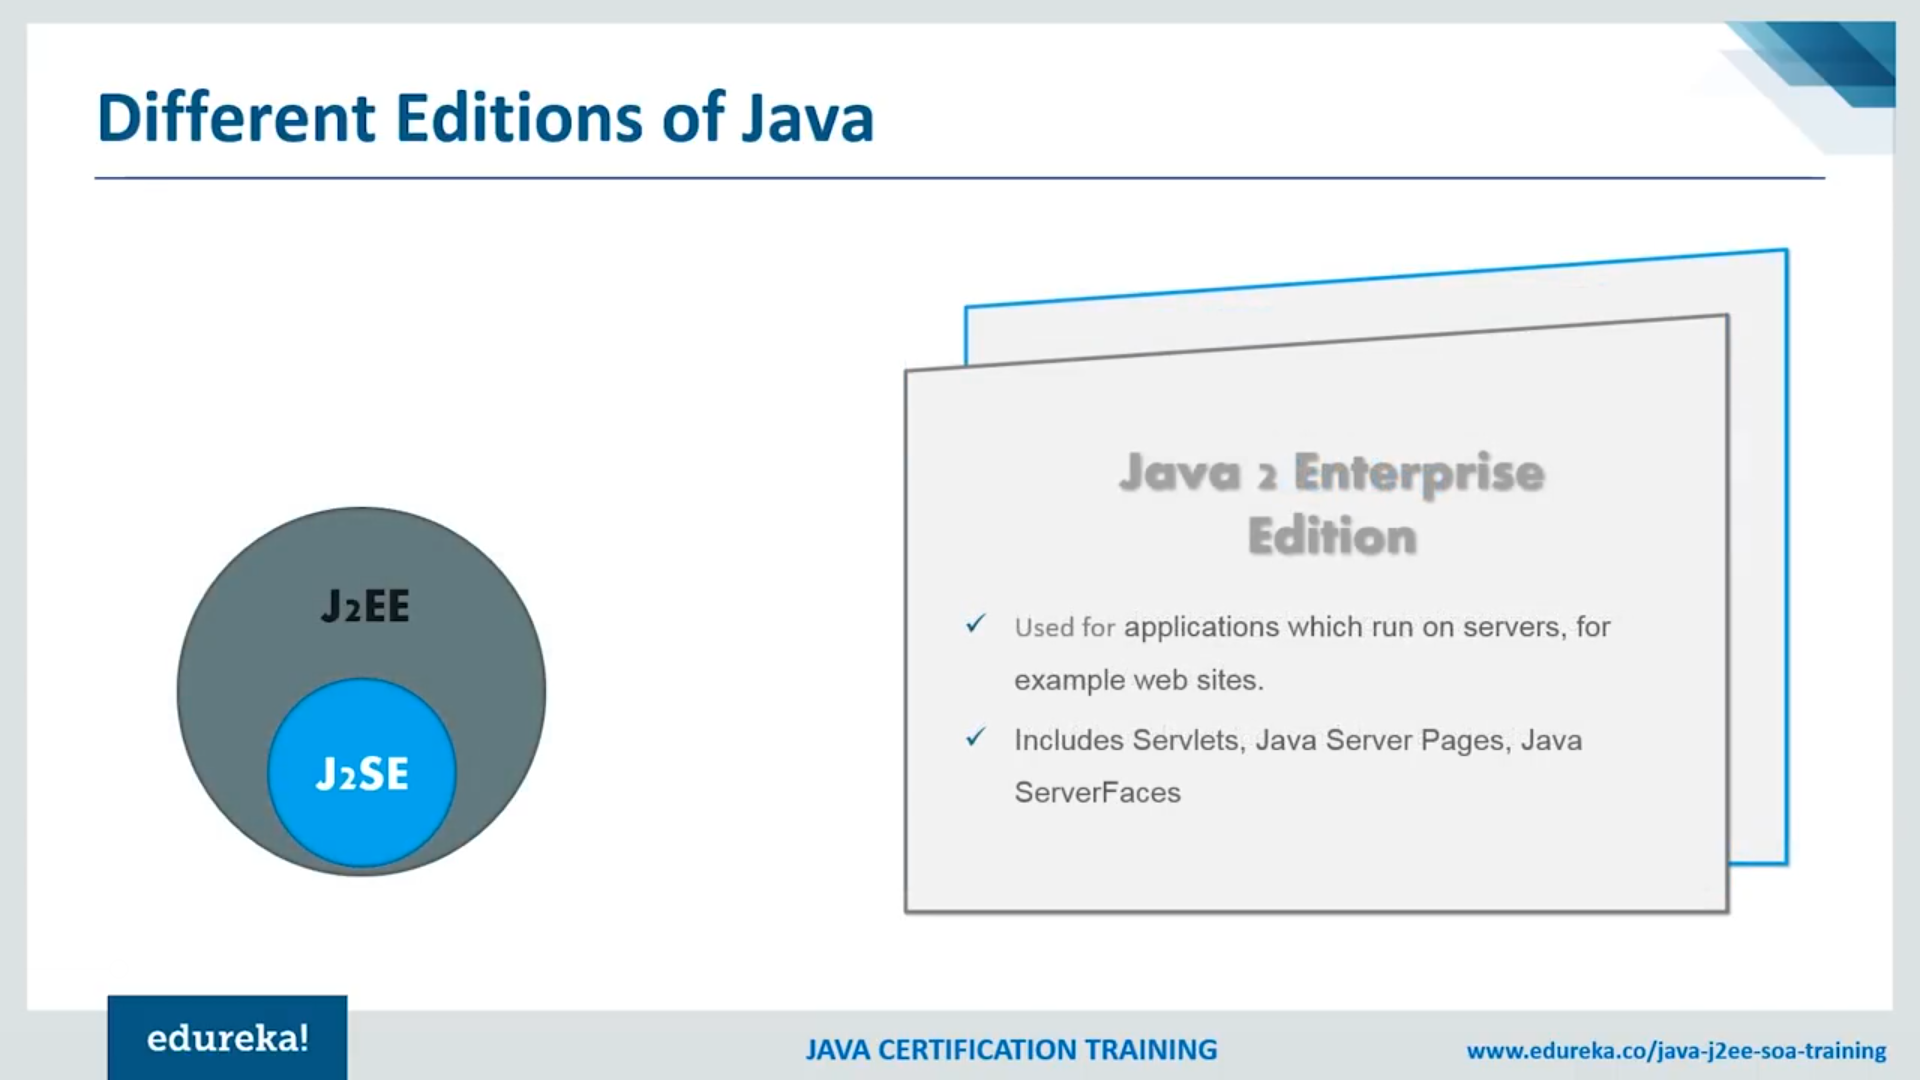 Different Editions of Java
J2EE
J2SE
Java 2 Enterprise
Edition
✓ Used for applications which run on servers, for
example web sites.
✓ Includes Servlets, Java Server Pages, Java
ServerFaces
edureka!
JAVA CERTIFICATION TRAINING
www.edureka.co/java-j2ee-soa-training